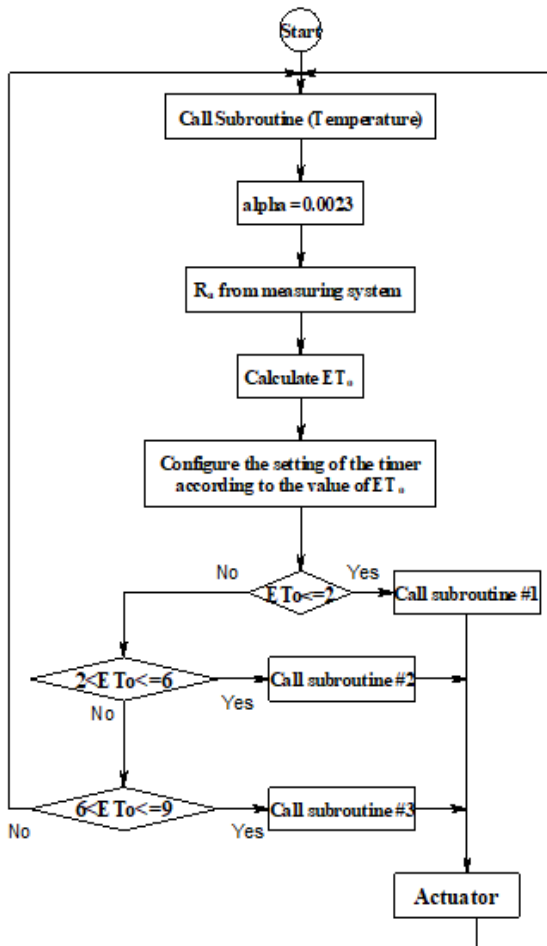 Start
Call Subroutine (Temperature)
alpha =0.0023
Rₐ from measuring system
Calculate ETₒ
Configure the setting of the timer
according to the value of ETₒ
No
Yes
ETo<=2
Call subroutine #1
2<ETo<=6
Yes
Call subroutine #2
No
6<ETo<=9
No
Yes
Call subroutine #3
Actuator